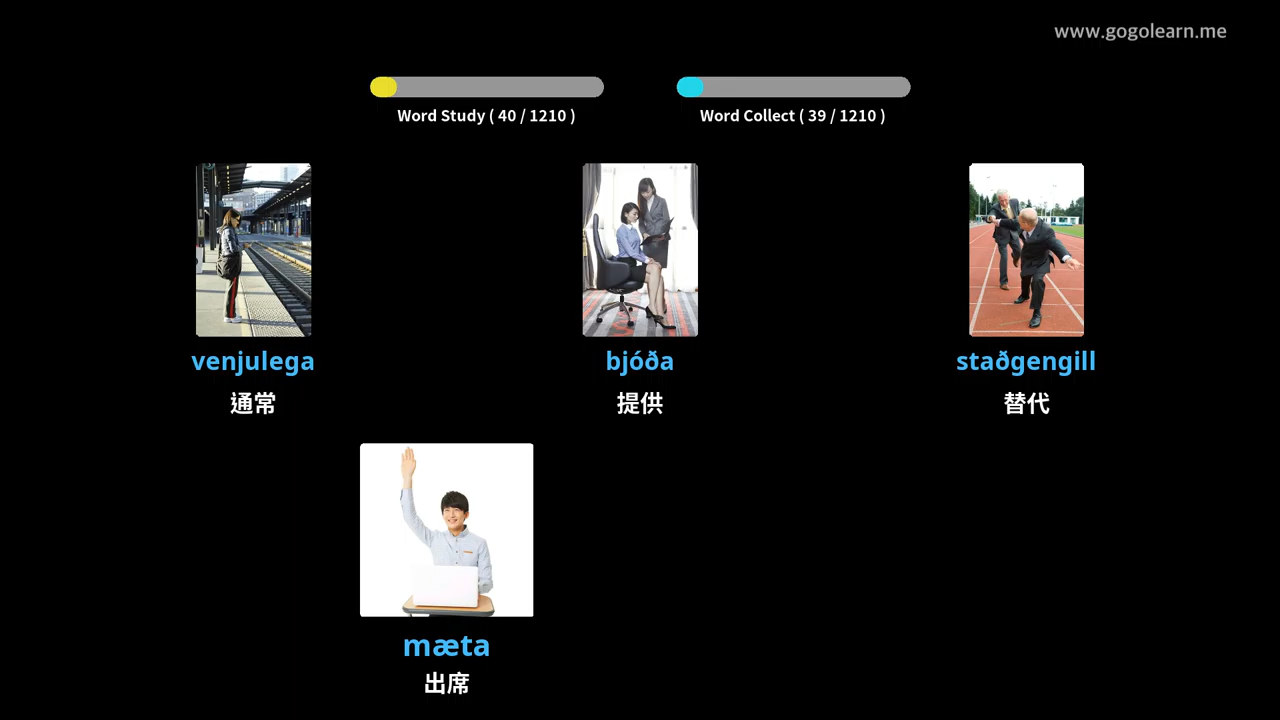 www.gogolearn.me
Word Study ( 40 / 1210 )
Word Collect ( 39 / 1210 )
venjulega
bjóða
staðgengill
通常
提供
替代
mæta
出席